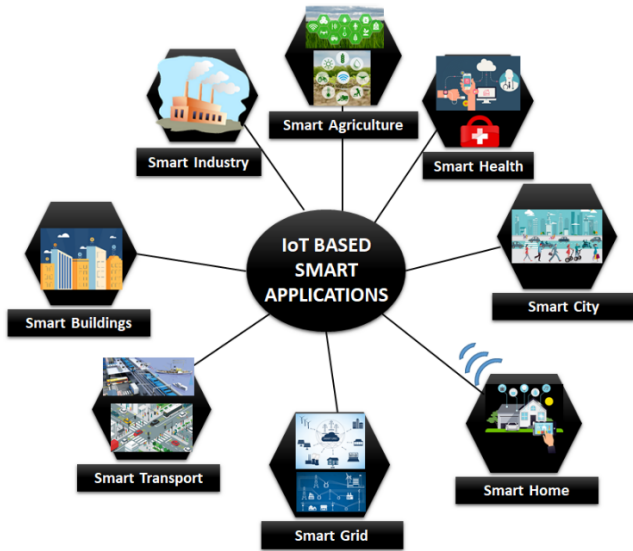 Smart Agriculture
Smart Industry
Smart Health
IoT BASED
SMART
APPLICATIONS
Smart Buildings
Smart City
Smart Transport
Smart Home
Smart Grid